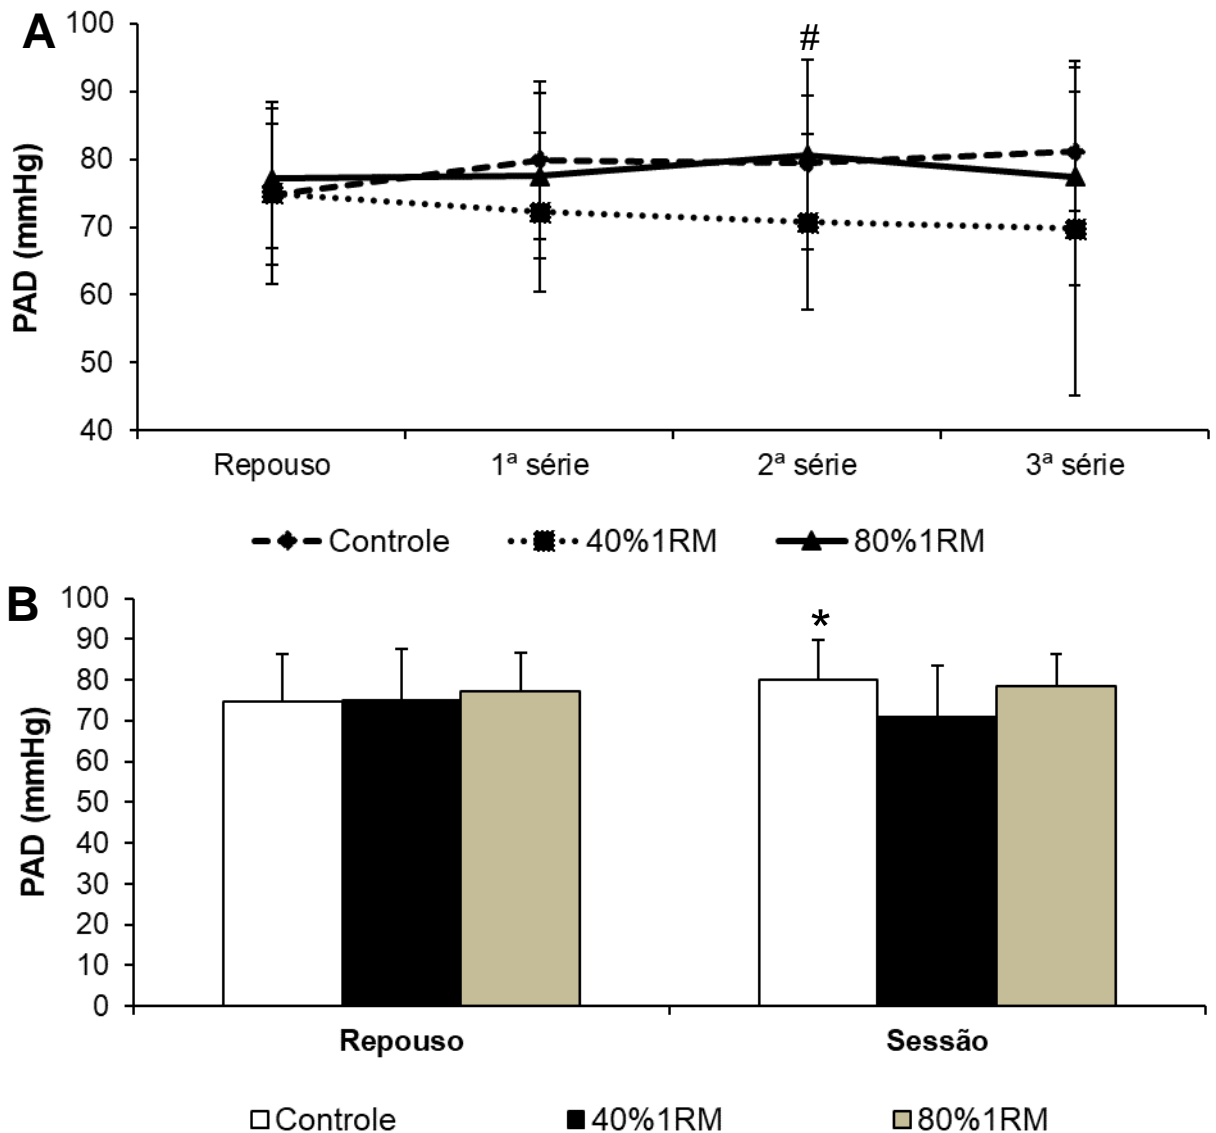 A
PAD (mmHg)
100
90
80
70
60
50
40
#
Repouso 1ª série 2ª série 3ª série
Controle 40%1RM 80%1RM
B
PAD (mmHg)
100
90
80
70
60
50
40
30
20
10
0
*
Repouso Sessão
Controle 40%1RM 80%1RM